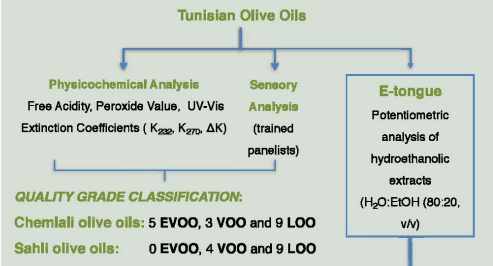 Tunisian Olive Oils
Physicochemical Analysis
Free Acidity, Peroxide Value, UV-Vis
Extinction Coefficients ( K232, K270, ΔK)
Sensory
Analysis
(trained
panelists)
E-tongue
Potentiometric
analysis of
hydroethanolic
extracts
(H2O:EtOH (80:20,
v/v)
QUALITY GRADE CLASSIFICATION:
Chemlali olive oils: 5 EVOO, 3 VOO and 9 LOO
Sahli olive oils: 0 EVOO, 4 VOO and 9 LOO